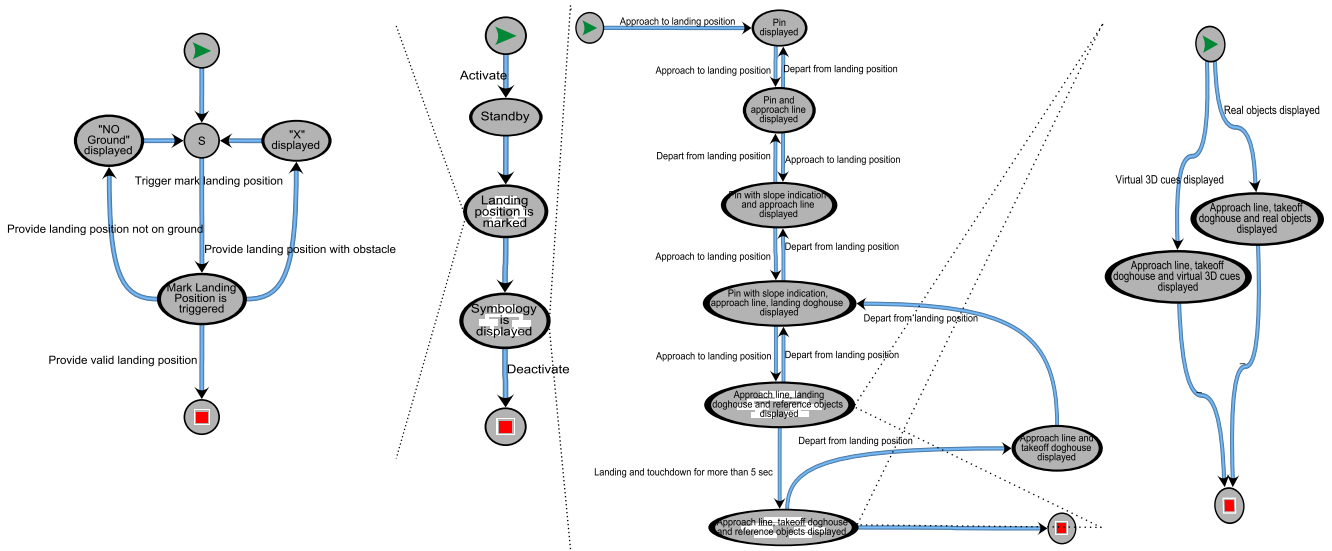 "NO
Ground"
displayed
S
"X"
displayed
Trigger mark landing position
Provide landing position not on ground
Provide landing position with obstacle
Mark Landing
Position is
triggered
Provide valid landing position
Activate
Standby
Landing
position is
marked
Symbology
is
displayed
Deactivate
Approach to landing position
Pin
displayed
Approach to landing position
Depart from landing position
Pin and
approach line
displayed
Depart from landing position
Approach to landing position
Pin with slope indication
and approach line
displayed
Depart from landing position
Approach to landing position
Pin with slope indication,
approach line, landing doghouse
displayed
Depart from landing position
Approach to landing position
Depart from landing position
Approach line, landing
doghouse and reference objects
displayed
Depart from landing position
Approach line and
takeoff doghouse
displayed
Landing and touchdown for more than 5 sec
Approach line, takeoff doghouse
and reference objects displayed
Real objects displayed
Virtual 3D cues displayed
Approach line, takeoff
doghouse and real objects
displayed
Approach line, takeoff
doghouse and virtual 3D cues
displayed